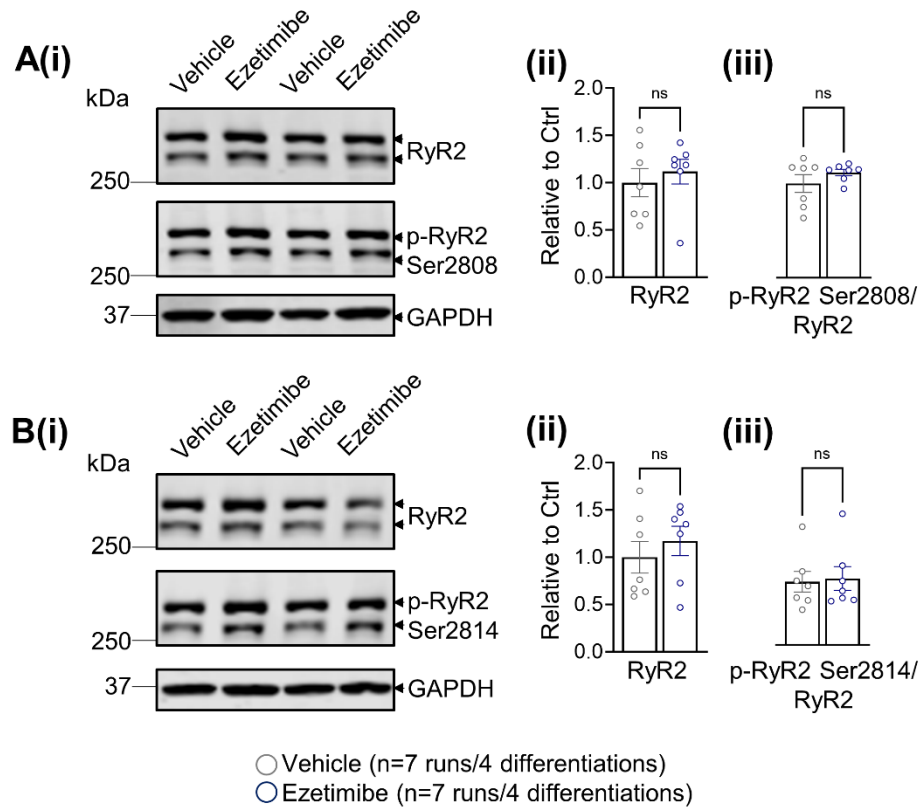 Vehicle Ezetimibe Vehicle Ezetimibe
A(i)
kDa
RyR2
250
p-RyR2
Ser2808
250
37
GAPDH
(ii)
ns
Relative to Ctrl
2.0
1.5
1.0
0.5
0.0
RyR2
(iii)
ns
p-RyR2 Ser2808/
RyR2
Vehicle Ezetimibe Vehicle Ezetimibe
B(i)
kDa
RyR2
250
p-RyR2
Ser2814
250
37
GAPDH
(ii)
ns
Relative to Ctrl
2.0
1.5
1.0
0.5
0.0
RyR2
(iii)
ns
p-RyR2 Ser2814/
RyR2
Vehicle (n=7 runs/4 differentiations)
Ezetimibe (n=7 runs/4 differentiations)